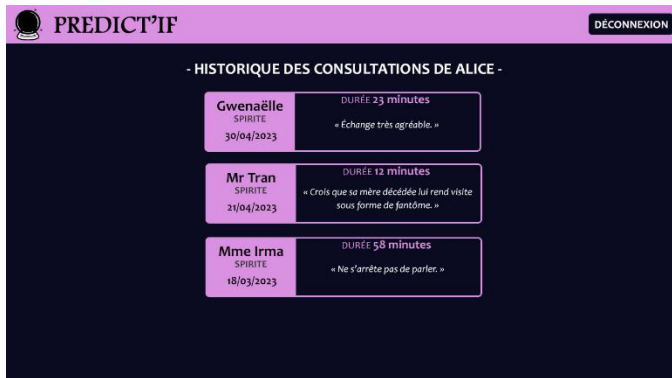 PREDICT'IF
DÉCONNEXION
- HISTORIQUE DES CONSULTATIONS DE ALICE -
Gwenaëlle
SPIRITE
30/04/2023
DURÉE 23 minutes
« Échange très agréable. »
Mr Tran
SPIRITE
21/04/2023
DURÉE 12 minutes
« Crois que sa mère décédée lui rend visite
sous forme de fantôme. »
Mme Irma
SPIRITE
18/03/2023
DURÉE 58 minutes
« Ne s'arrête pas de parler. »